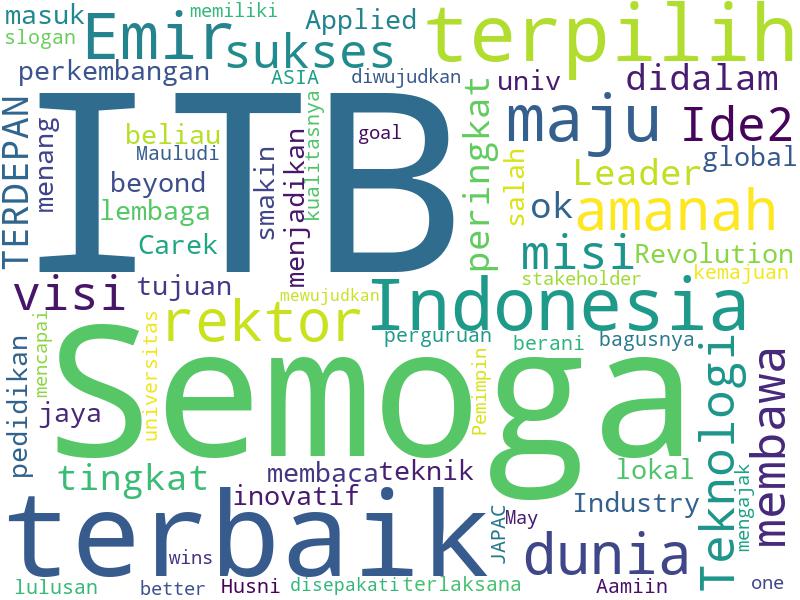 masuk
memiliki
slogan
Emir
Applied
terpilih
sukses
perkembangan
ASIA
diwujudkan
univ
didalam
TERDEPAN
menang
ITB
beliau
Mauludi
goal
kualitasnya
peringkat
maju
Ide2
beyond
smakin
menjadikan
salah
Leader
global
lembaga
Carek
ok
amanah
misi
Revolution
visi
tujuan
mewujudkan
stakeholder
kemajuan
rektor
Indonesia
mencapai
universitas
perguruan
berani
bagusnya
pedidikan
jaya
Semoga
Pemimpin
Teknologi
membawa
tingkat
membaca
teknik
lokal
inovatif
mengajak
terbaik
Industry
JAPAC
May
wins
dunia
lulusan
better
Husni
disepakati
terlaksana
Aamiin
one